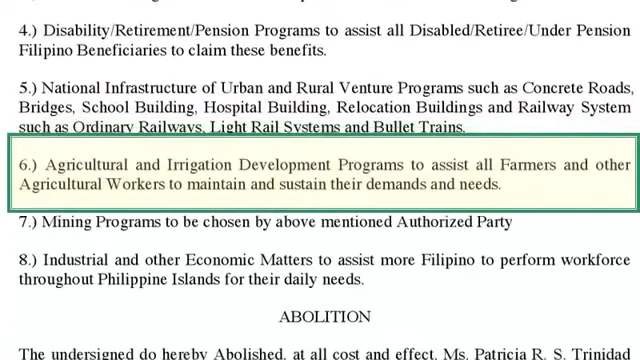 4.) Disability/Retirement/Pension Programs to assist all Disabled/Retiree/Under Pension
Filipino Beneficiaries to claim these benefits.
5.) National Infrastructure of Urban and Rural Venture Programs such as Concrete Roads,
Bridges, School Building, Hospital Building, Relocation Buildings and Railway System
such as Ordinary Railways, Light Rail Systems and Bullet Trains.
6.) Agricultural and Irrigation Development Programs to assist all Farmers and other
Agricultural Workers to maintain and sustain their demands and needs.
7.) Mining Programs to be chosen by above mentioned Authorized Party
8.) Industrial and other Economic Matters to assist more Filipino to perform workforce
throughout Philippine Islands for their daily needs.
ABOLITION
The undersigned do hereby Abolished, at all cost and effect, Ms. Patricia R. S. Trinidad